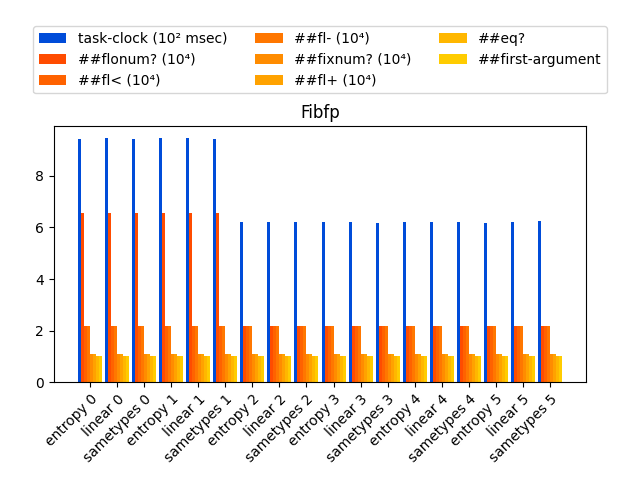 task-clock (10² msec)
##flonum? (10⁴)
##fl< (10⁴)
##fl- (10⁴)
##fixnum? (10⁴)
##fl+ (10⁴)
##eq?
##first-argument
Fibfp
8
6
4
2
0
entropy 0
linear 0
sametypes 0
entropy 1
linear 1
sametypes 1
entropy 2
linear 2
sametypes 2
entropy 3
linear 3
sametypes 3
entropy 4
linear 4
sametypes 4
entropy 5
linear 5
sametypes 5